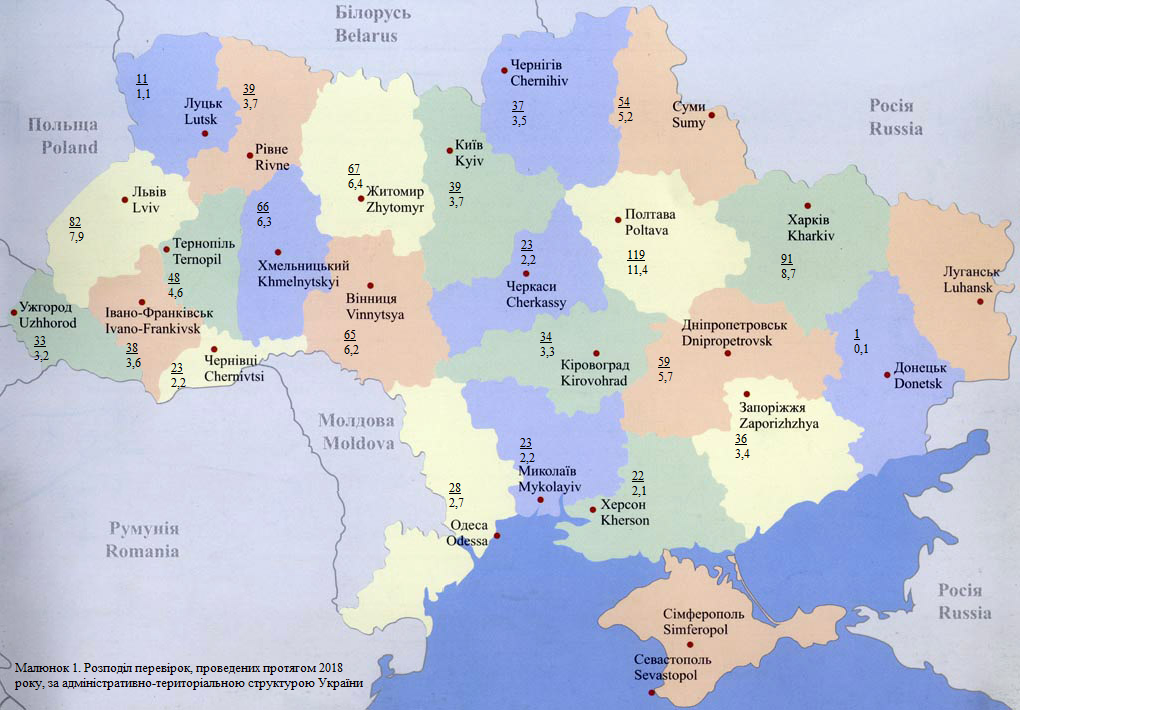 Білорусь
Belarus
Чернігів
Chernihiv
37
3,5
11
1,1
Луцьк
Lutsk
39
3,7
54
5,2
Суми
Sumy
Росія
Russia
Польща
Poland
Рівне
Rivne
Київ
Kyiv
39
3,7
67
6,4
Житомир
Zhytomyr
Львів
Lviv
82
7,9
66
6,3
Хмельницький
Khmelnytskyi
Тернопіль
Ternopil
48
4,6
Полтава
Poltava
119
11,4
Харків
Kharkiv
91
8,7
23
2,2
Черкаси
Cherkassy
Луганськ
Luhansk
Вінниця
Vinnytsya
65
6,2
Ужгород
Uzhhorod
33
3,2
Івано-Франківськ
Ivano-Frankivsk
38
3,6
Чернівці
Chernivtsi
23
2,2
34
3,3
Кіровоград
Kirovohrad
Дніпропетровськ
Dnipropetrovsk
59
5,7
1
0,1
Донецьк
Donetsk
Запоріжжя
Zaporizhzhya
36
3,4
Молдова
Moldova
23
2,2
Миколаїв
Mykolayiv
28
2,7
Одеса
Odessa
22
2,1
Херсон
Kherson
Румунія
Romania
Росія
Russia
Сімферополь
Simferopol
Севастополь
Sevastopol
Малюнок 1. Розподіл перевірок, проведених протягом 2018
року, за адміністративно-територіальною структурою України